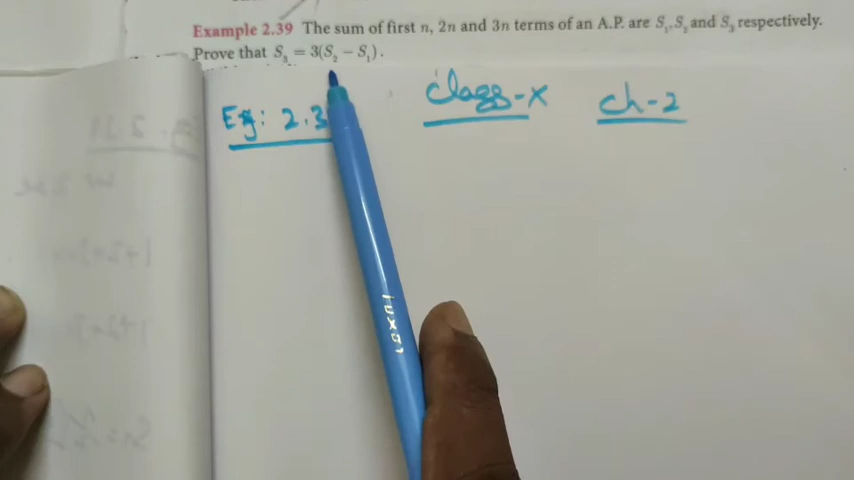 Example 2.39 The sum of first n, 2n and 3n terms of an A.P. are S₁, S₂ and S₃ respectively.
Prove that S₃ = 3(S₂ − S₁).
Eg: 2.3
Class-X
Ch-2
luxor